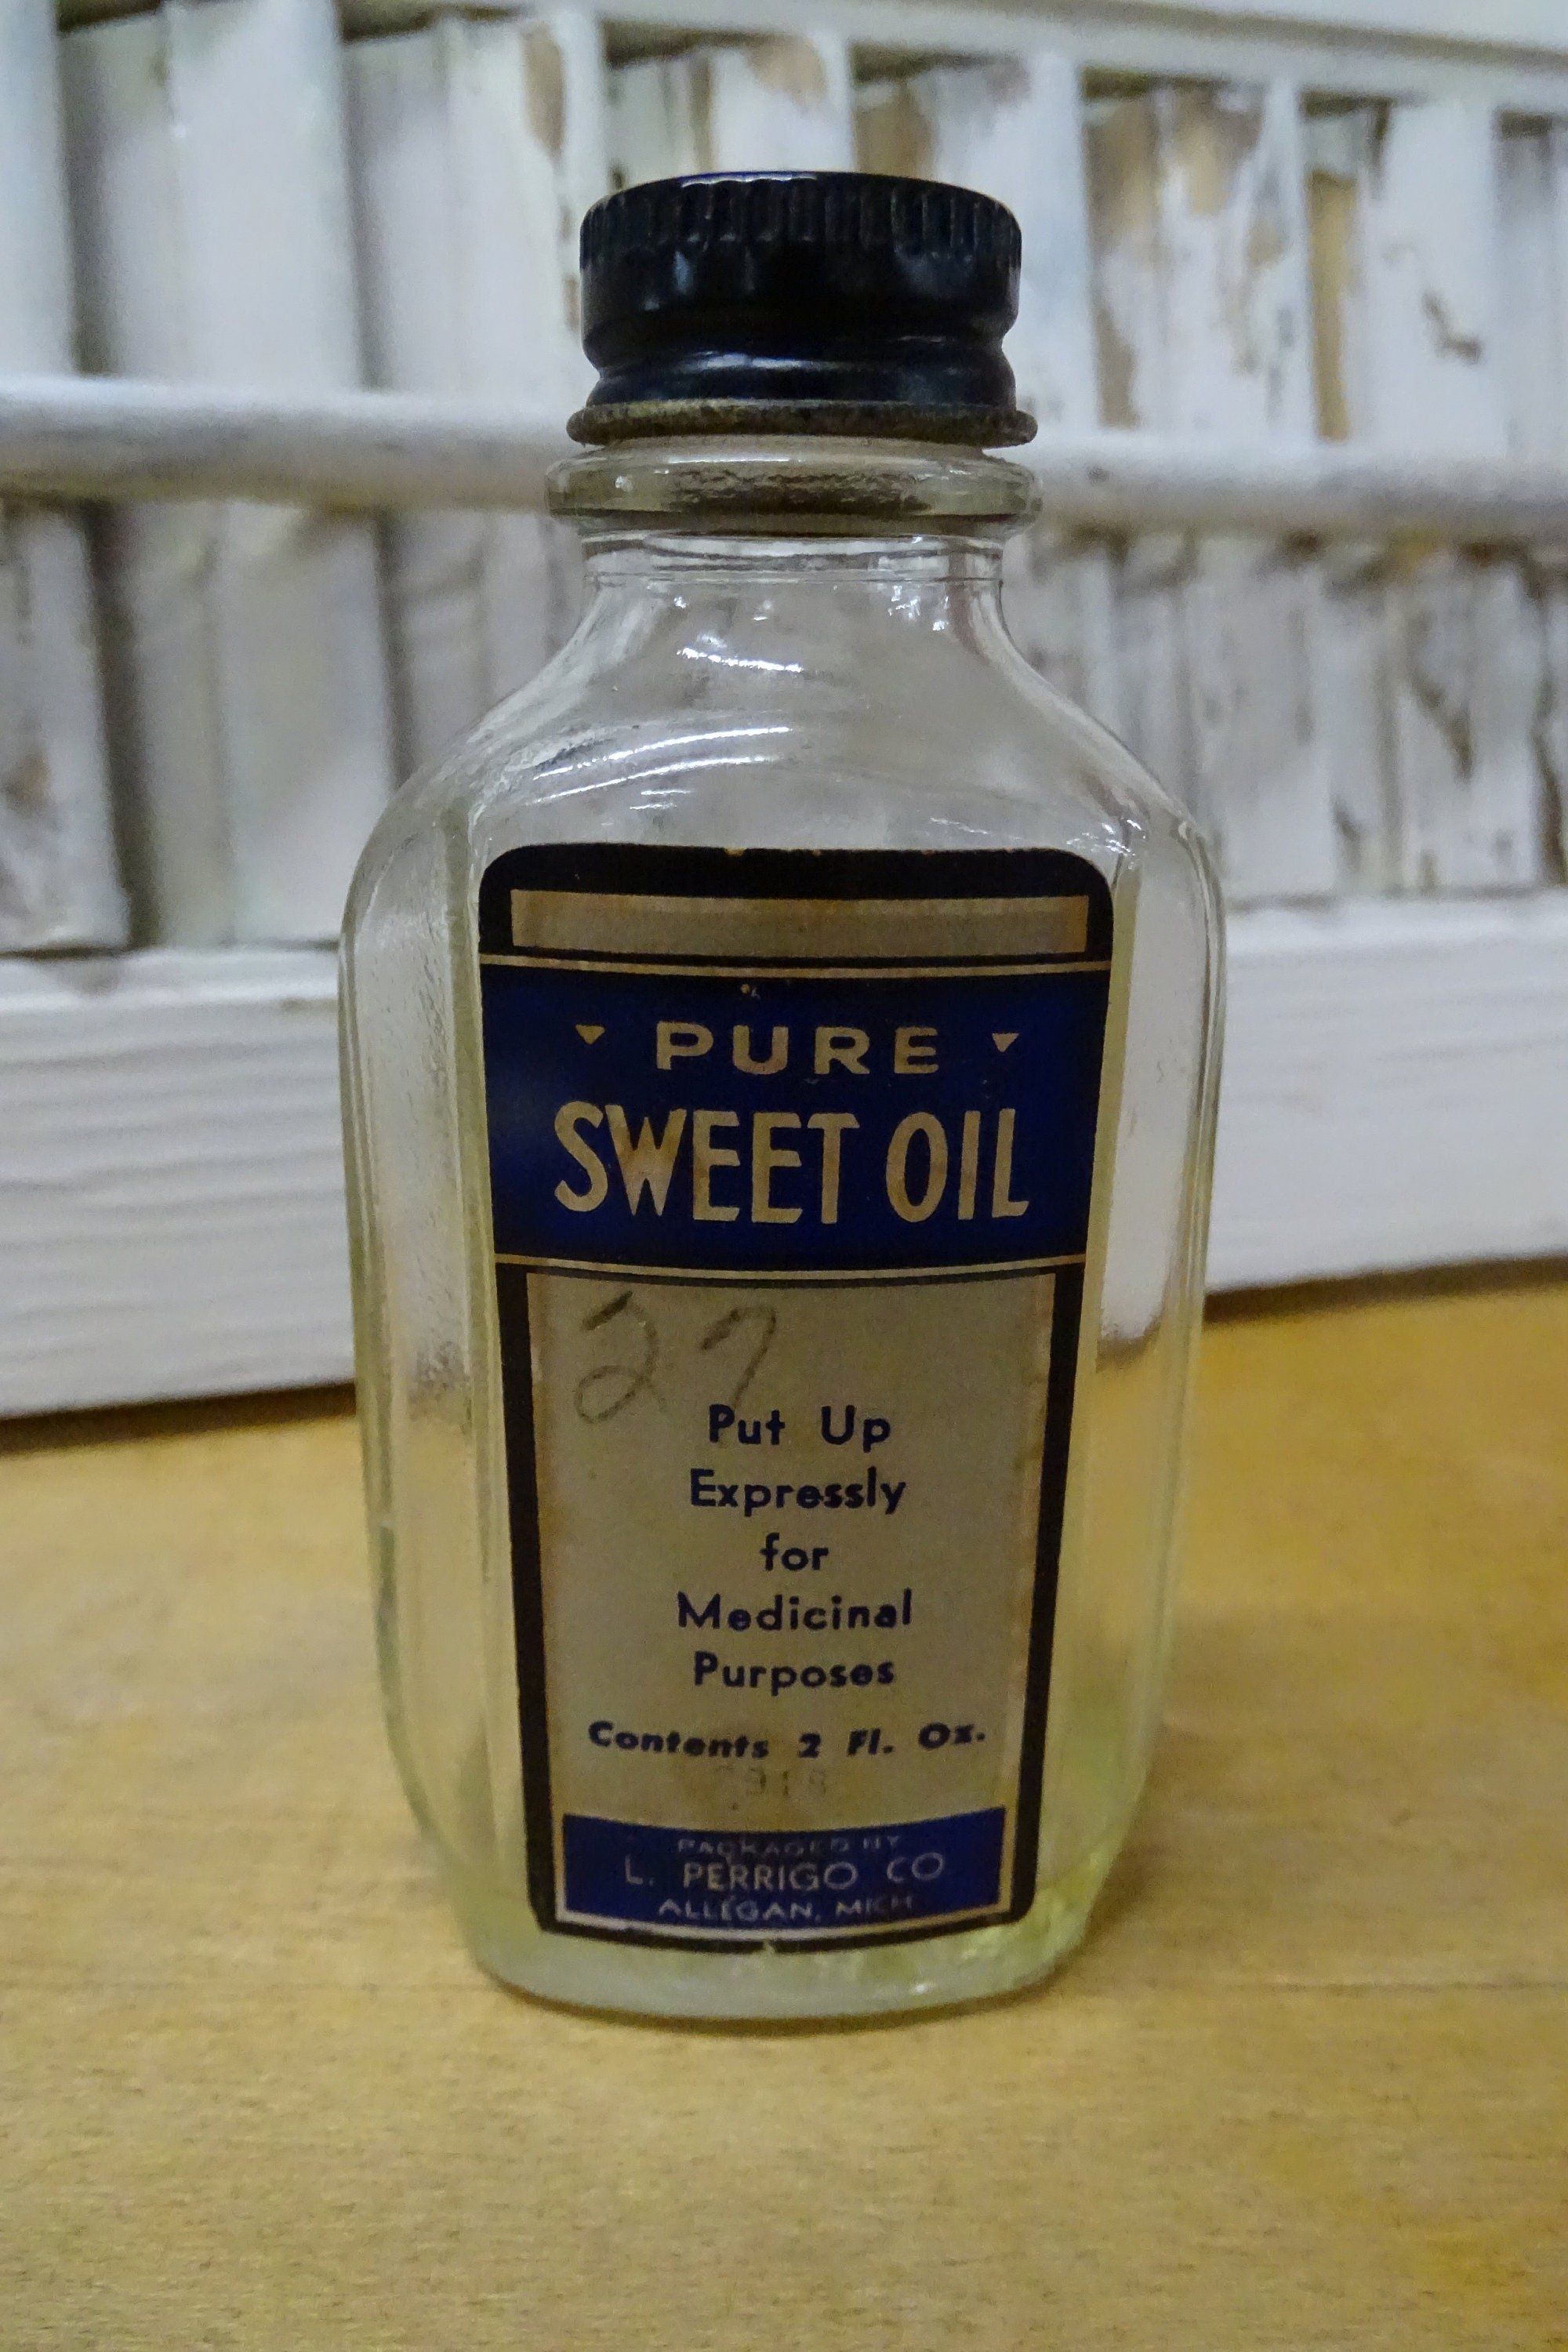 PURE
SWEET OIL
27
Put Up
Expressly
for
Medicinal
Purposes
Contents 2 Fl. Oz.
PACKAGED BY
L. PERRIGO CO
ALLEGAN, MICH